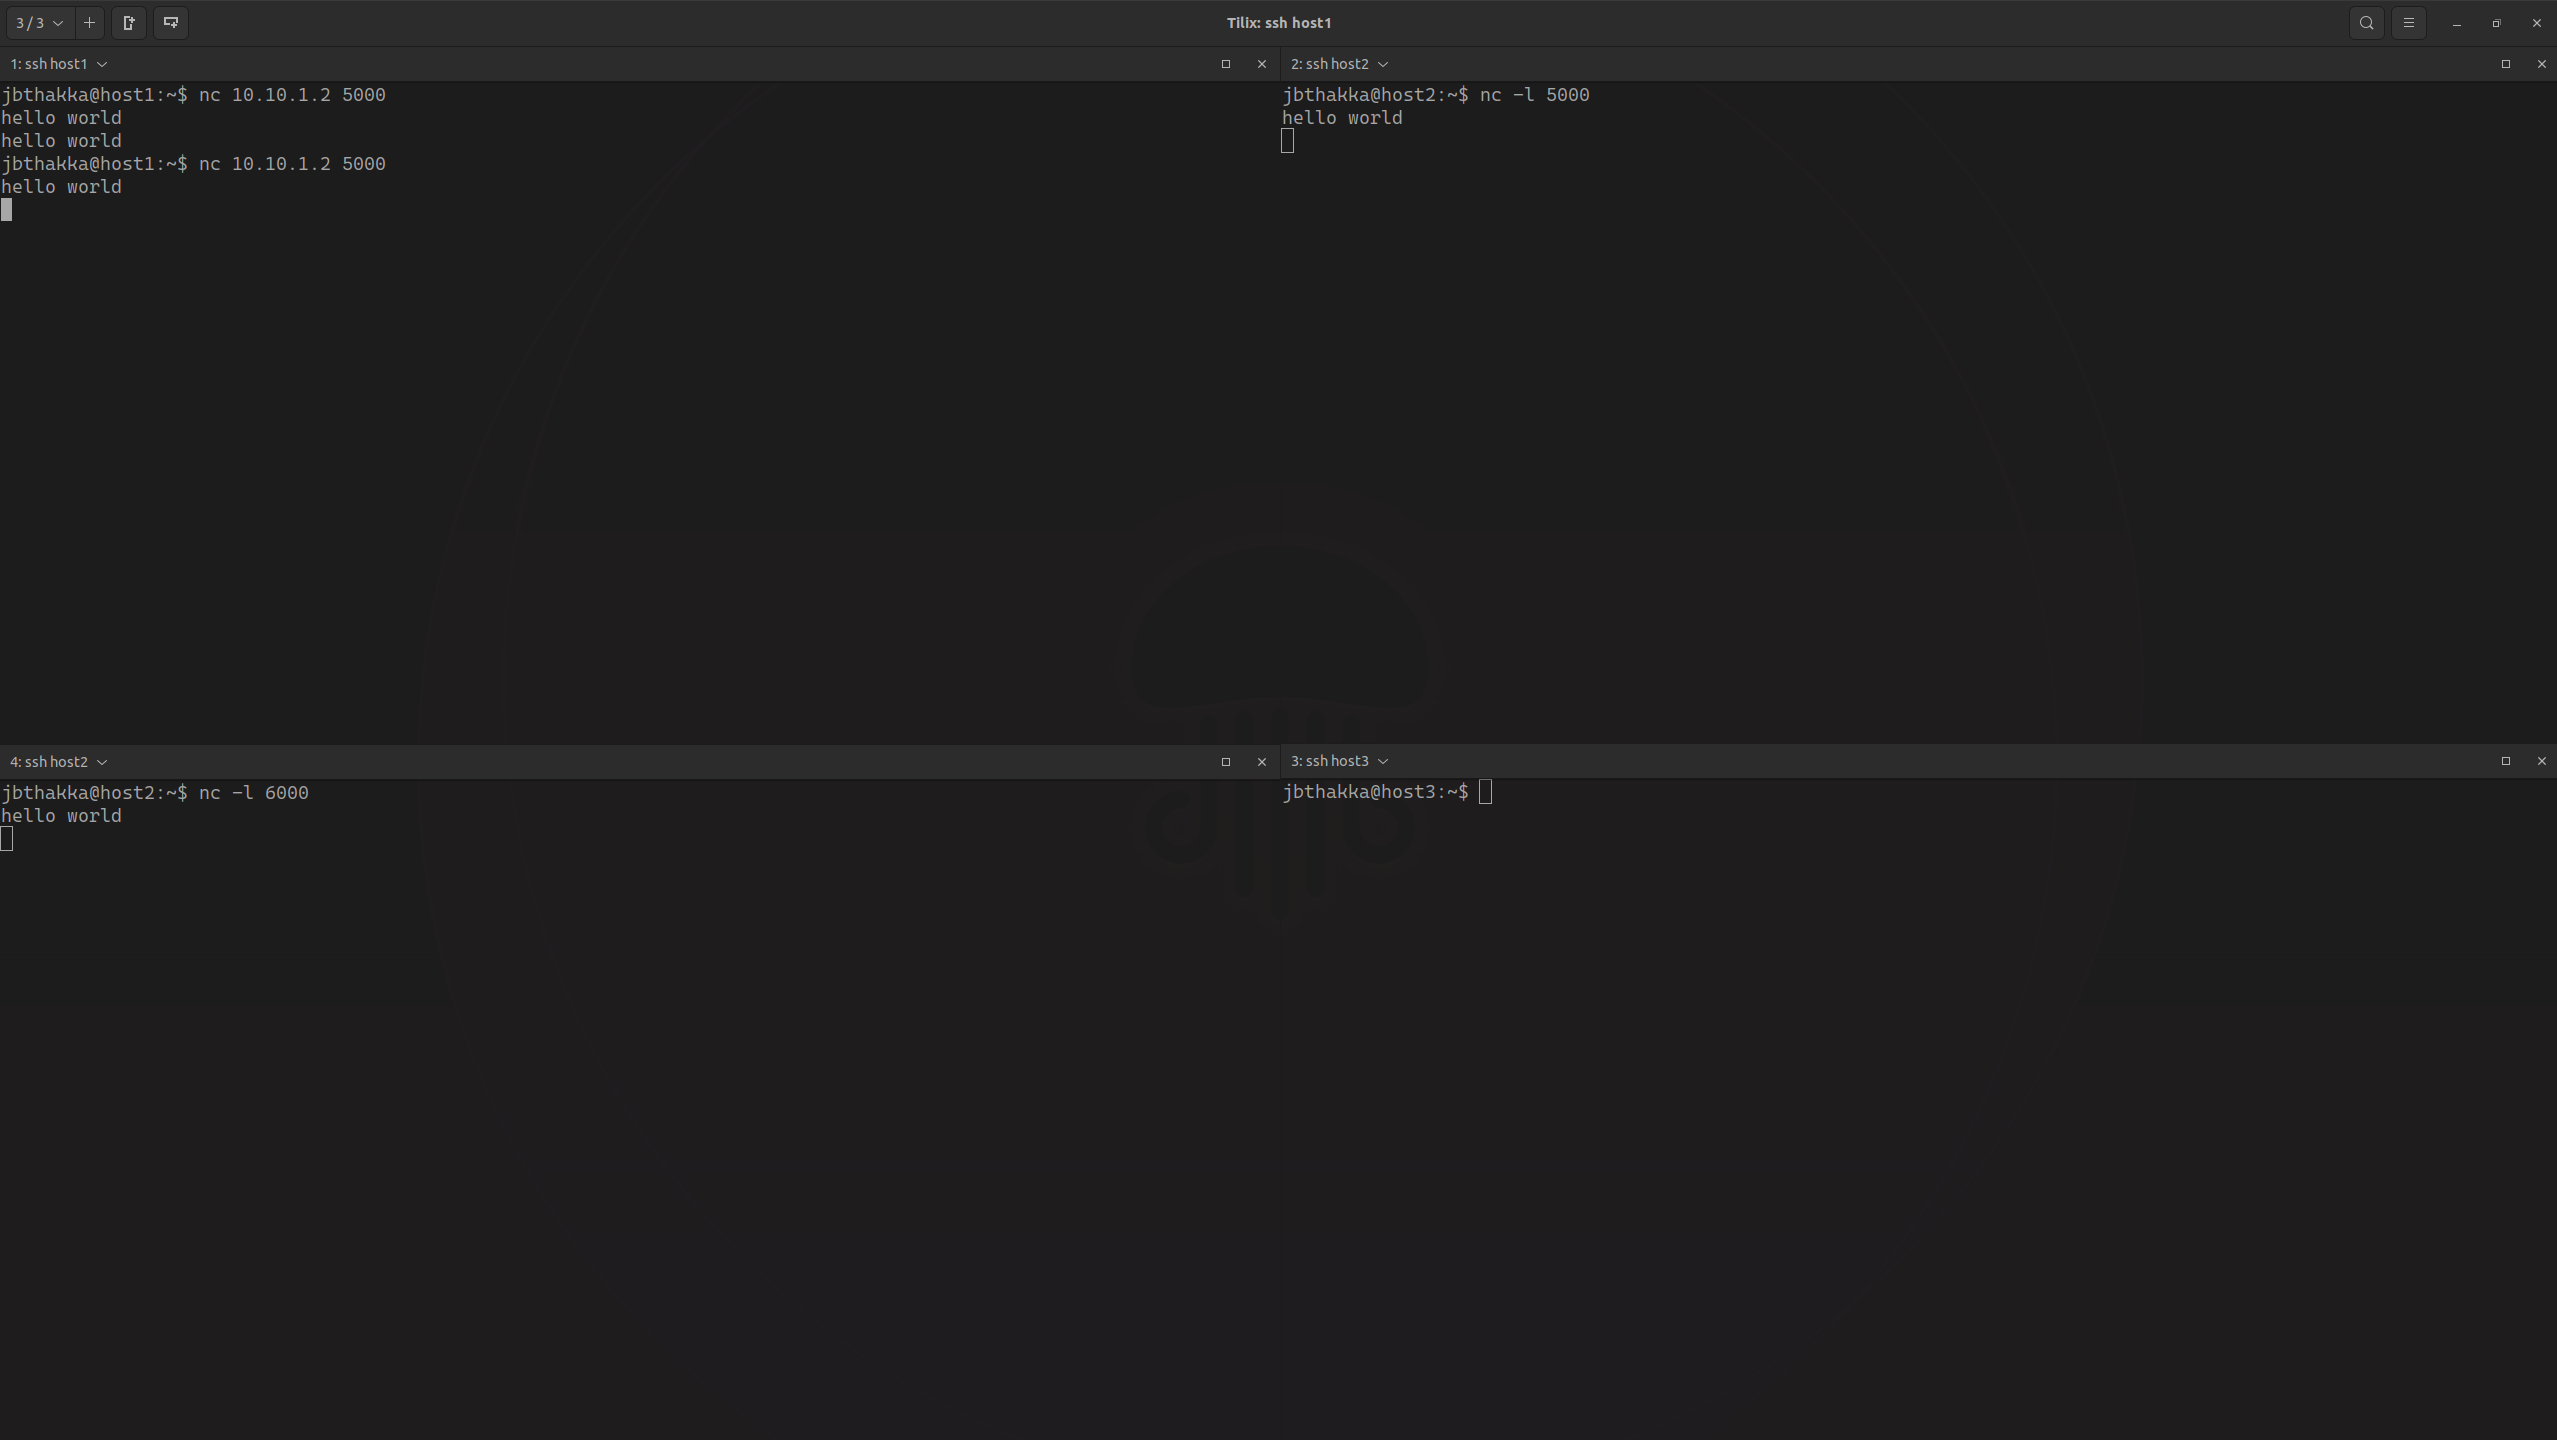 3 / 3
Tilix: ssh host1
1: ssh host1
jbthakka@host1:~$ nc 10.10.1.2 5000
hello world
hello world
jbthakka@host1:~$ nc 10.10.1.2 5000
hello world
2: ssh host2
jbthakka@host2:~$ nc -l 5000
hello world
4: ssh host2
jbthakka@host2:~$ nc -l 6000
hello world
3: ssh host3
jbthakka@host3:~$